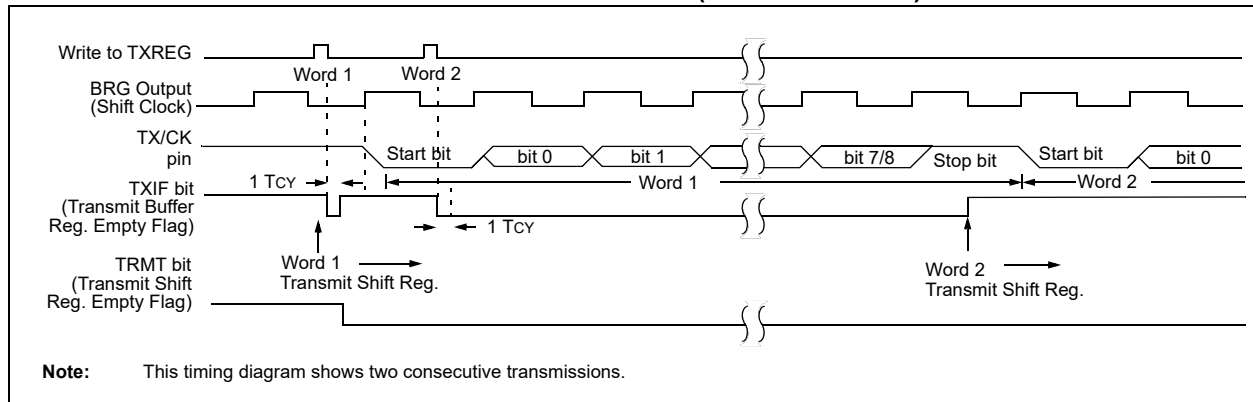 Write to TXREG
Word 1
Word 2
BRG Output
(Shift Clock)
TX/CK
pin
Start bit
bit 0
bit 1
bit 7/8
Stop bit
Start bit
bit 0
1 TCY
Word 1
Word 2
TXIF bit
(Transmit Buffer
Reg. Empty Flag)
1 TCY
Word 1
Transmit Shift Reg.
Word 2
Transmit Shift Reg.
TRMT bit
(Transmit Shift
Reg. Empty Flag)
Note: This timing diagram shows two consecutive transmissions.